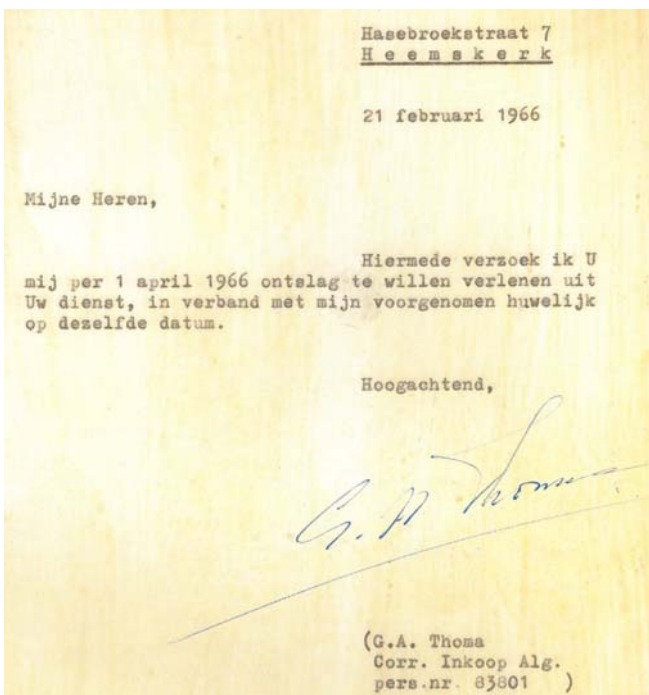 Hasebroekstraat 7
H e e m s k e r k
21 februari 1966
Mijne Heren,
Hiermede verzoek ik U
mij per 1 april 1966 ontslag te willen verlenen uit
Uw dienst, in verband met mijn voorgenomen huwelijk
op dezelfde datum.
Hoogachtend,
G. A Thoma
(G.A. Thoma
Corr. Inkoop Alg.
pers.nr. 83801 )